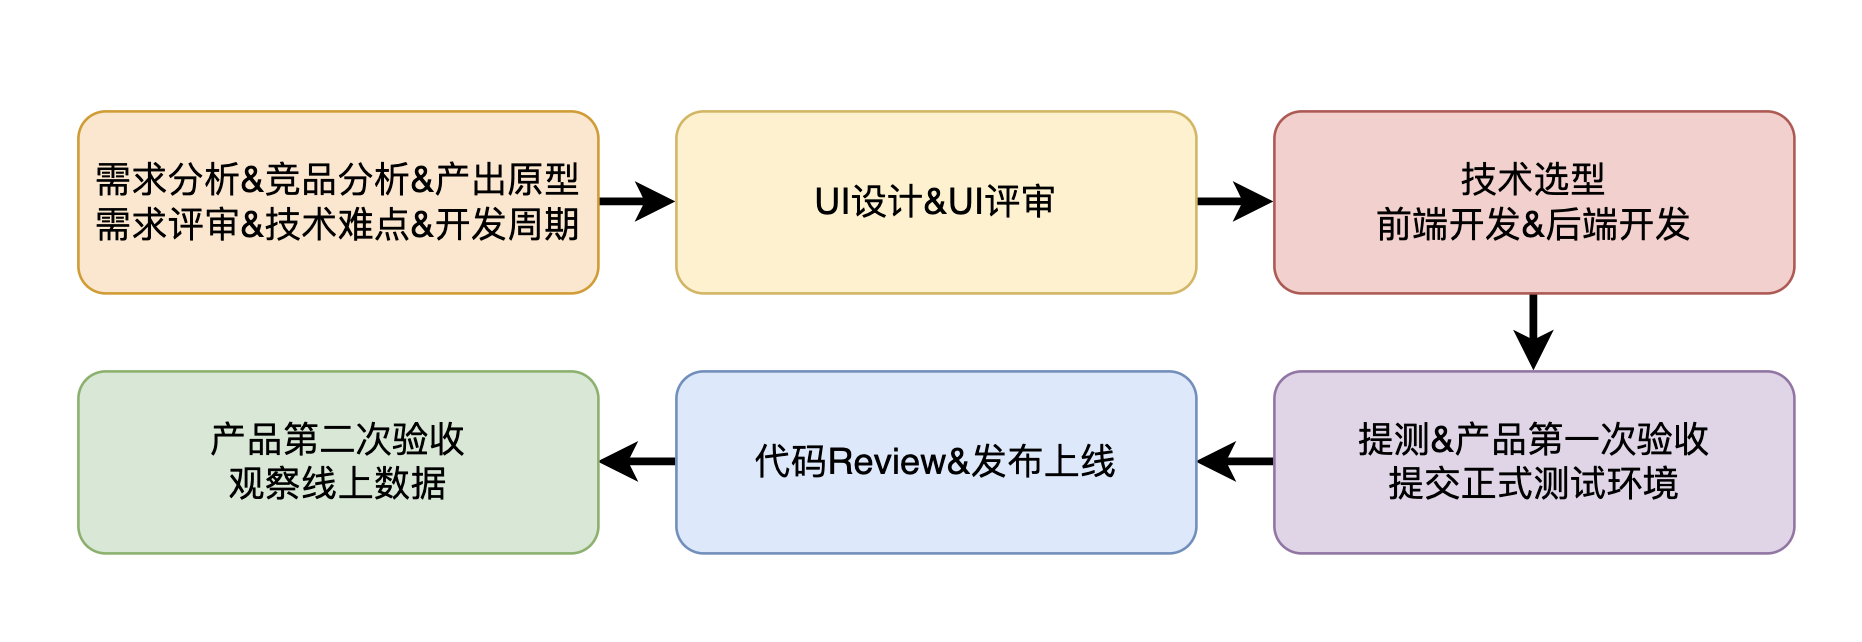 需求分析&竞品分析&产出原型
需求评审&技术难点&开发周期
UI设计&UI评审
技术选型
前端开发&后端开发
提测&产品第一次验收
提交正式测试环境
代码Review&发布上线
产品第二次验收
观察线上数据